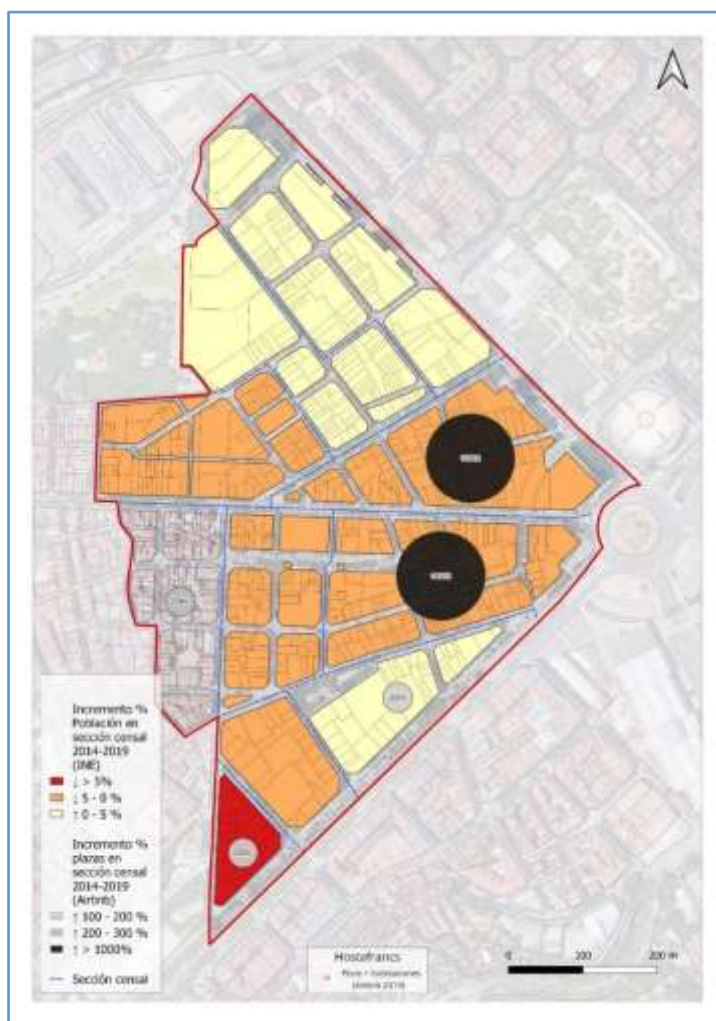 Incremento %
Población en
sección censal
2014-2019
(INE)
↓ > 5%
↓ 5 - 0 %
↑ 0 - 5 %
Incremento %
plazas en
sección censal
2014-2019
(Airbnb)
↑ 100 - 200 %
↑ 200 - 300 %
↑ > 1000%
Sección censal
Hostafrancs
0 100 200 m